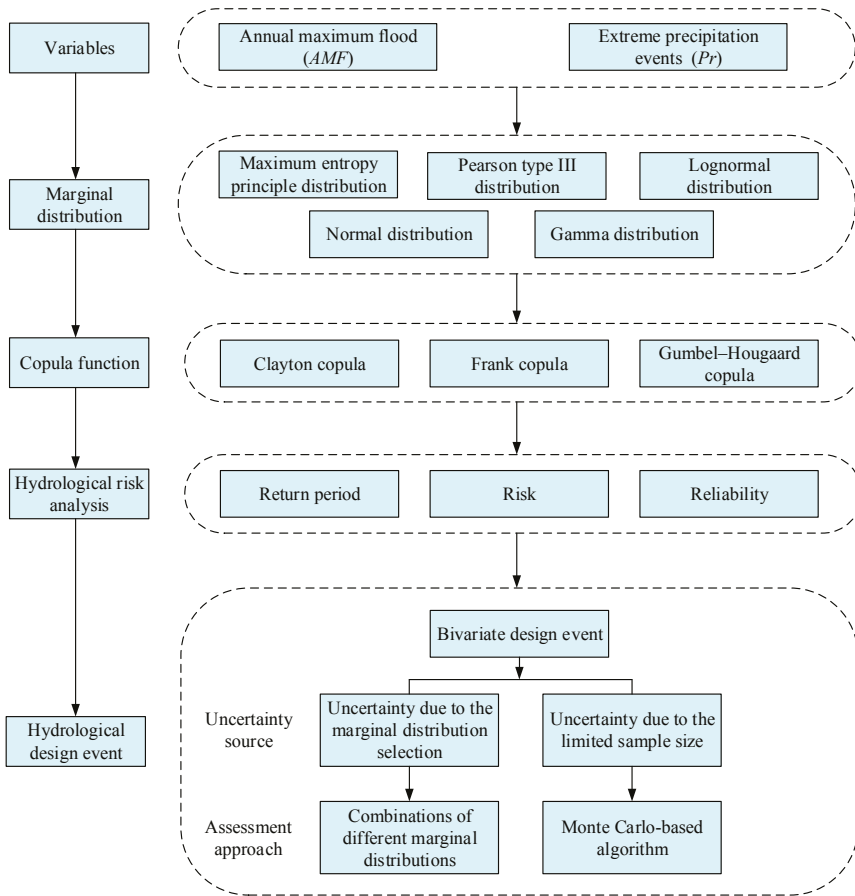 Variables
Annual maximum flood
(AMF)
Extreme precipitation
events (Pr)
Marginal
distribution
Maximum entropy
principle distribution
Pearson type III
distribution
Lognormal
distribution
Normal distribution
Gamma distribution
Copula function
Clayton copula
Frank copula
Gumbel–Hougaard
copula
Hydrological risk
analysis
Return period
Risk
Reliability
Hydrological
design event
Bivariate design event
Uncertainty
source
Uncertainty due to the
marginal distribution
selection
Uncertainty due to the
limited sample size
Assessment
approach
Combinations of
different marginal
distributions
Monte Carlo-based
algorithm